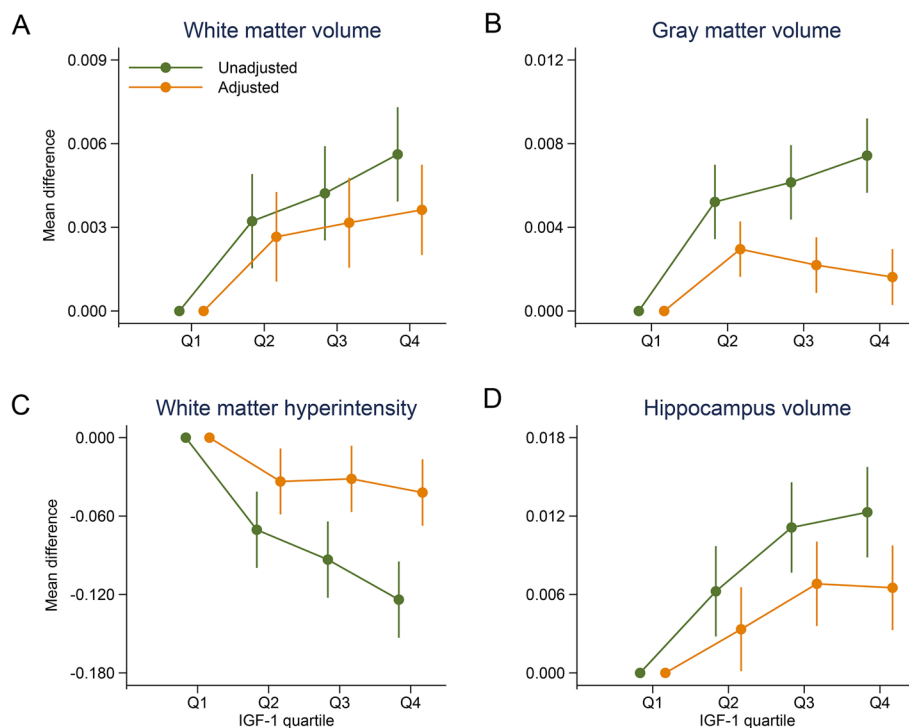 A
White matter volume
0.009
0.006
0.003
0.000
Mean difference
Unadjusted
Adjusted
Q1 Q2 Q3 Q4
B
Gray matter volume
0.012
0.008
0.004
0.000
Q1 Q2 Q3 Q4
C
White matter hyperintensity
0.000
-0.060
-0.120
-0.180
Mean difference
Q1 Q2 Q3 Q4
IGF-1 quartile
D
Hippocampus volume
0.018
0.012
0.006
0.000
Q1 Q2 Q3 Q4
IGF-1 quartile